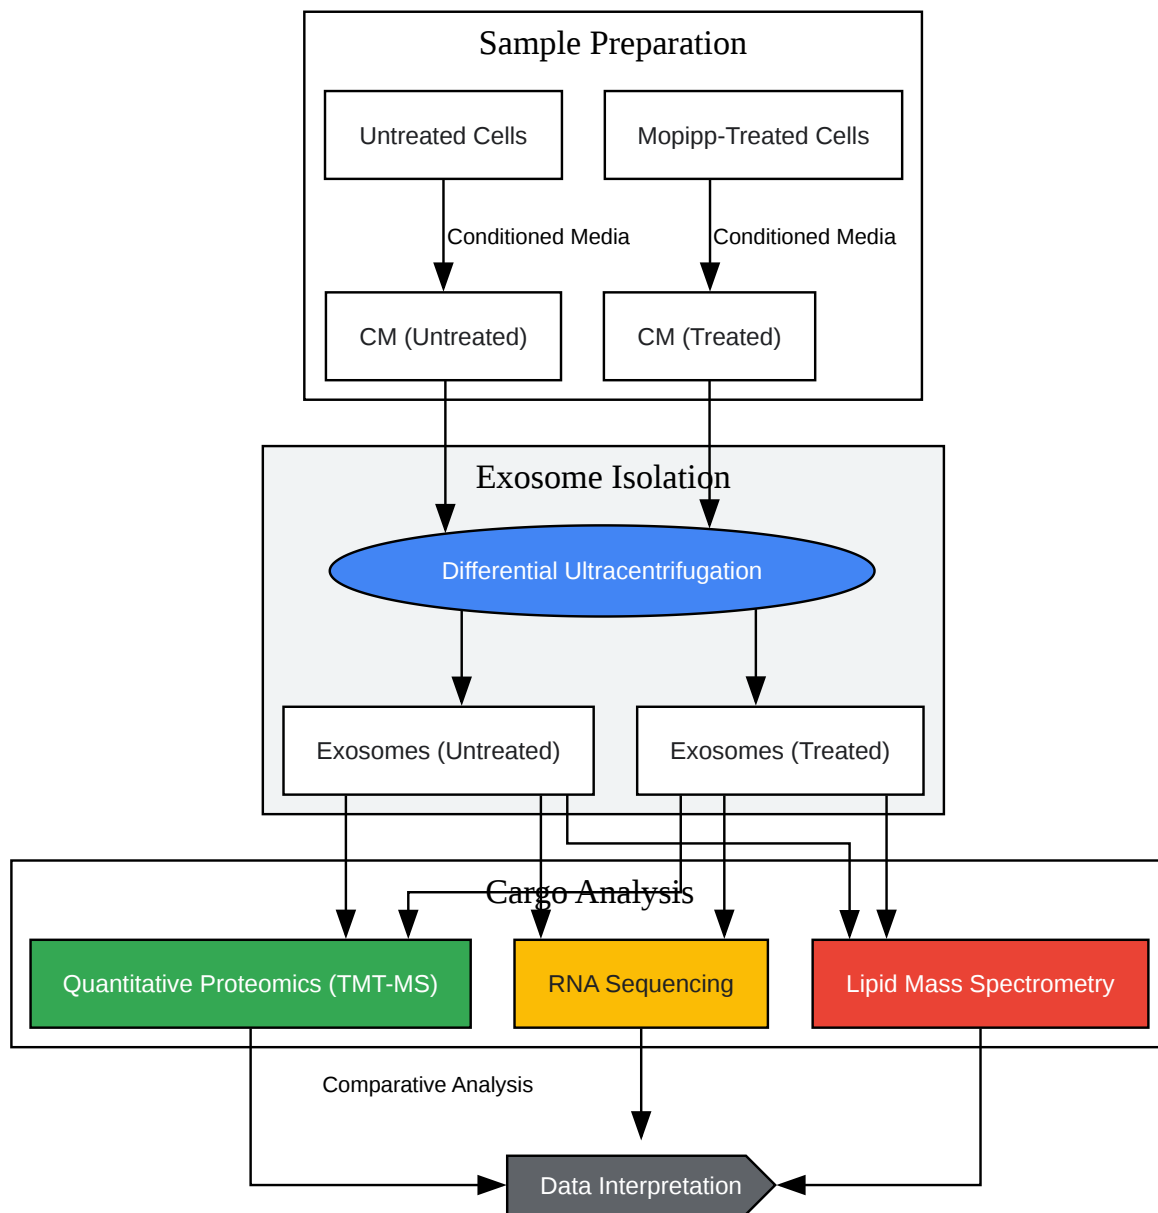 Sample Preparation
Untreated Cells
Mopipp-Treated Cells
Conditioned Media
Conditioned Media
CM (Untreated)
CM (Treated)
Exosome Isolation
Differential Ultracentrifugation
Exosomes (Untreated)
Exosomes (Treated)
Cargo Analysis
Quantitative Proteomics (TMT-MS)
RNA Sequencing
Lipid Mass Spectrometry
Comparative Analysis
Data Interpretation